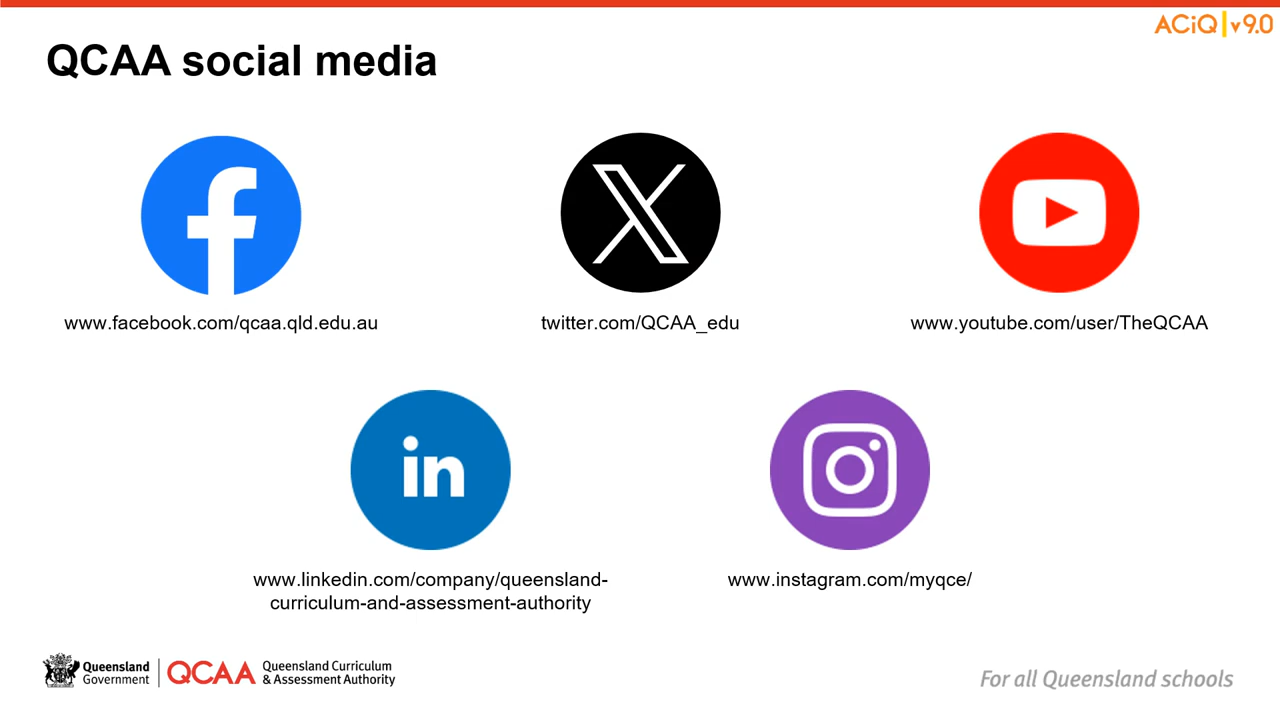 ACiQ v9.0
QCAA social media
www.facebook.com/qcaa.qld.edu.au
twitter.com/QCAA_edu
www.youtube.com/user/TheQCAA
in
www.linkedin.com/company/queensland-
curriculum-and-assessment-authority
www.instagram.com/myqce/
Queensland
Government
QCAA
Queensland Curriculum
& Assessment Authority
For all Queensland schools